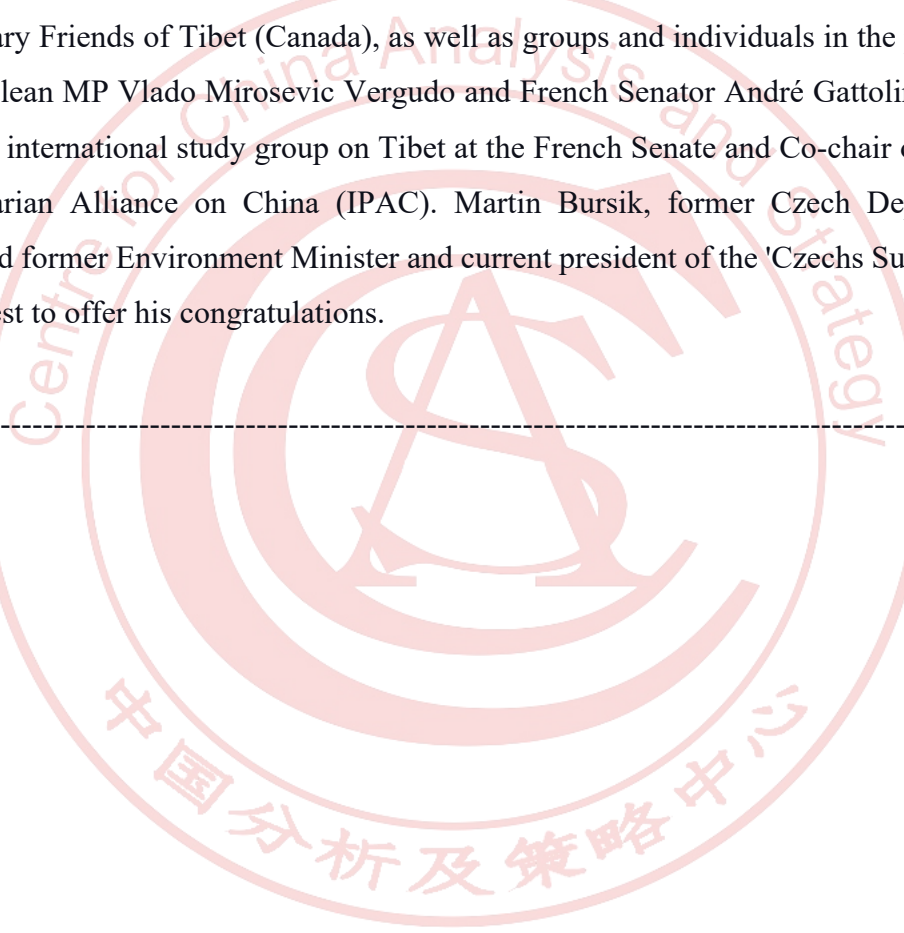 ary Friends of Tibet (Canada), as well as groups and individuals in the
lean MP Vlado Mirosevic Vergudo and French Senator André Gattolin
international study group on Tibet at the French Senate and Co-chair
arian Alliance on China (IPAC). Martin Bursik, former Czech De
d former Environment Minister and current president of the 'Czechs Su
est to offer his congratulations.
--------------------------------------------------------------------------------
Centre for China Analysis and Strategy
CCAS
中国分析及策略中心